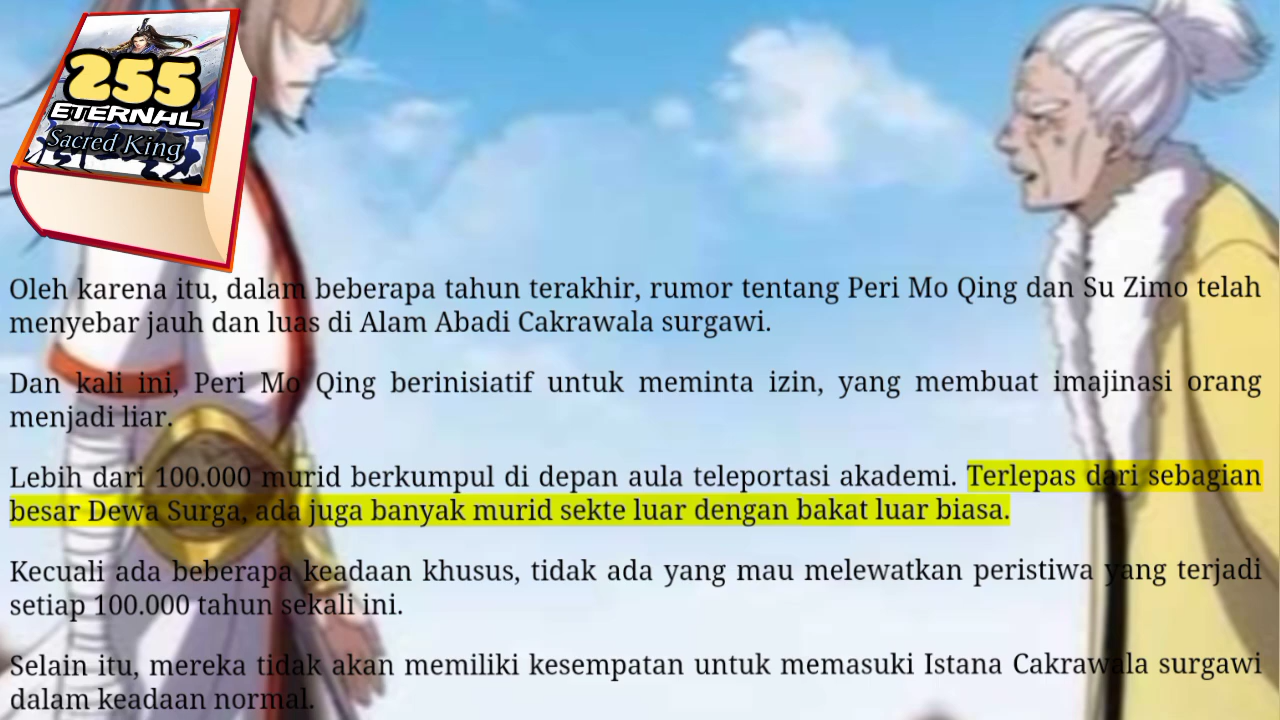 255
ETERNAL
Sacred King
Oleh karena itu, dalam beberapa tahun terakhir, rumor tentang Peri Mo Qing dan Su Zimo telah
menyebar jauh dan luas di Alam Abadi Cakrawala surgawi.
Dan kali ini, Peri Mo Qing berinisiatif untuk meminta izin, yang membuat imajinasi orang
menjadi liar.
Lebih dari 100.000 murid berkumpul di depan aula teleportasi akademi. Terlepas dari sebagian
besar Dewa Surga, ada juga banyak murid sekte luar dengan bakat luar biasa.
Kecuali ada beberapa keadaan khusus, tidak ada yang mau melewatkan peristiwa yang terjadi
setiap 100.000 tahun sekali ini.
Selain itu, mereka tidak akan memiliki kesempatan untuk memasuki Istana Cakrawala surgawi
dalam keadaan normal.